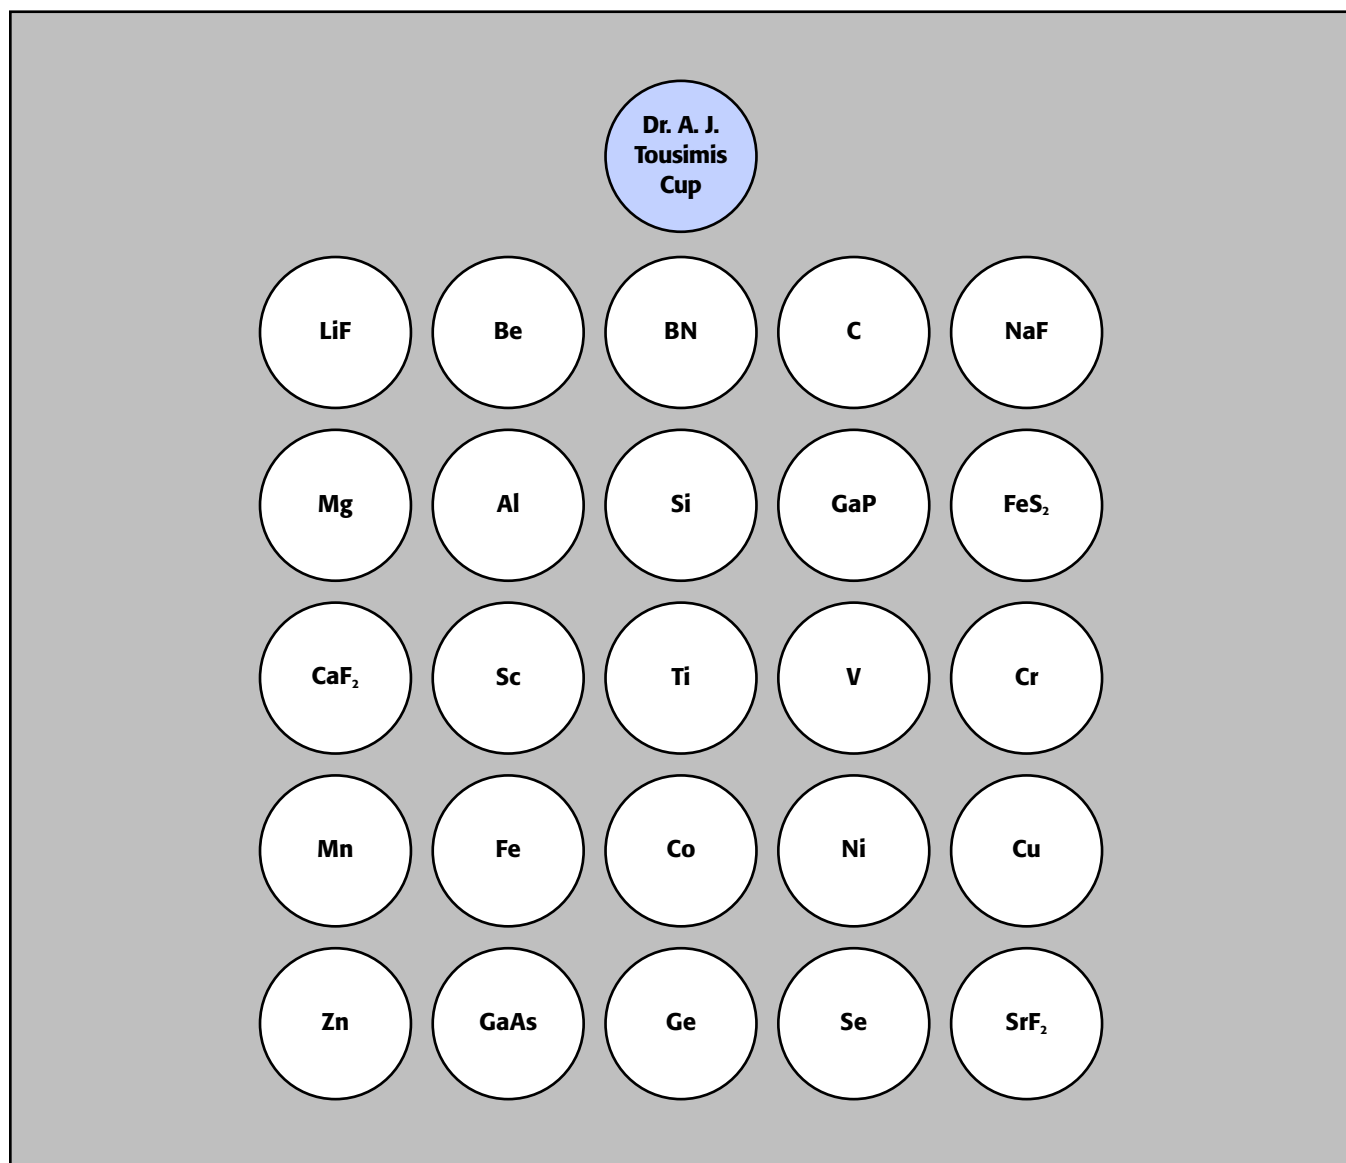 Dr. A. J.
Tousimis
Cup
LiF
Be
BN
C
NaF
Mg
Al
Si
GaP
FeS₂
CaF₂
Sc
Ti
V
Cr
Mn
Fe
Co
Ni
Cu
Zn
GaAs
Ge
Se
SrF₂